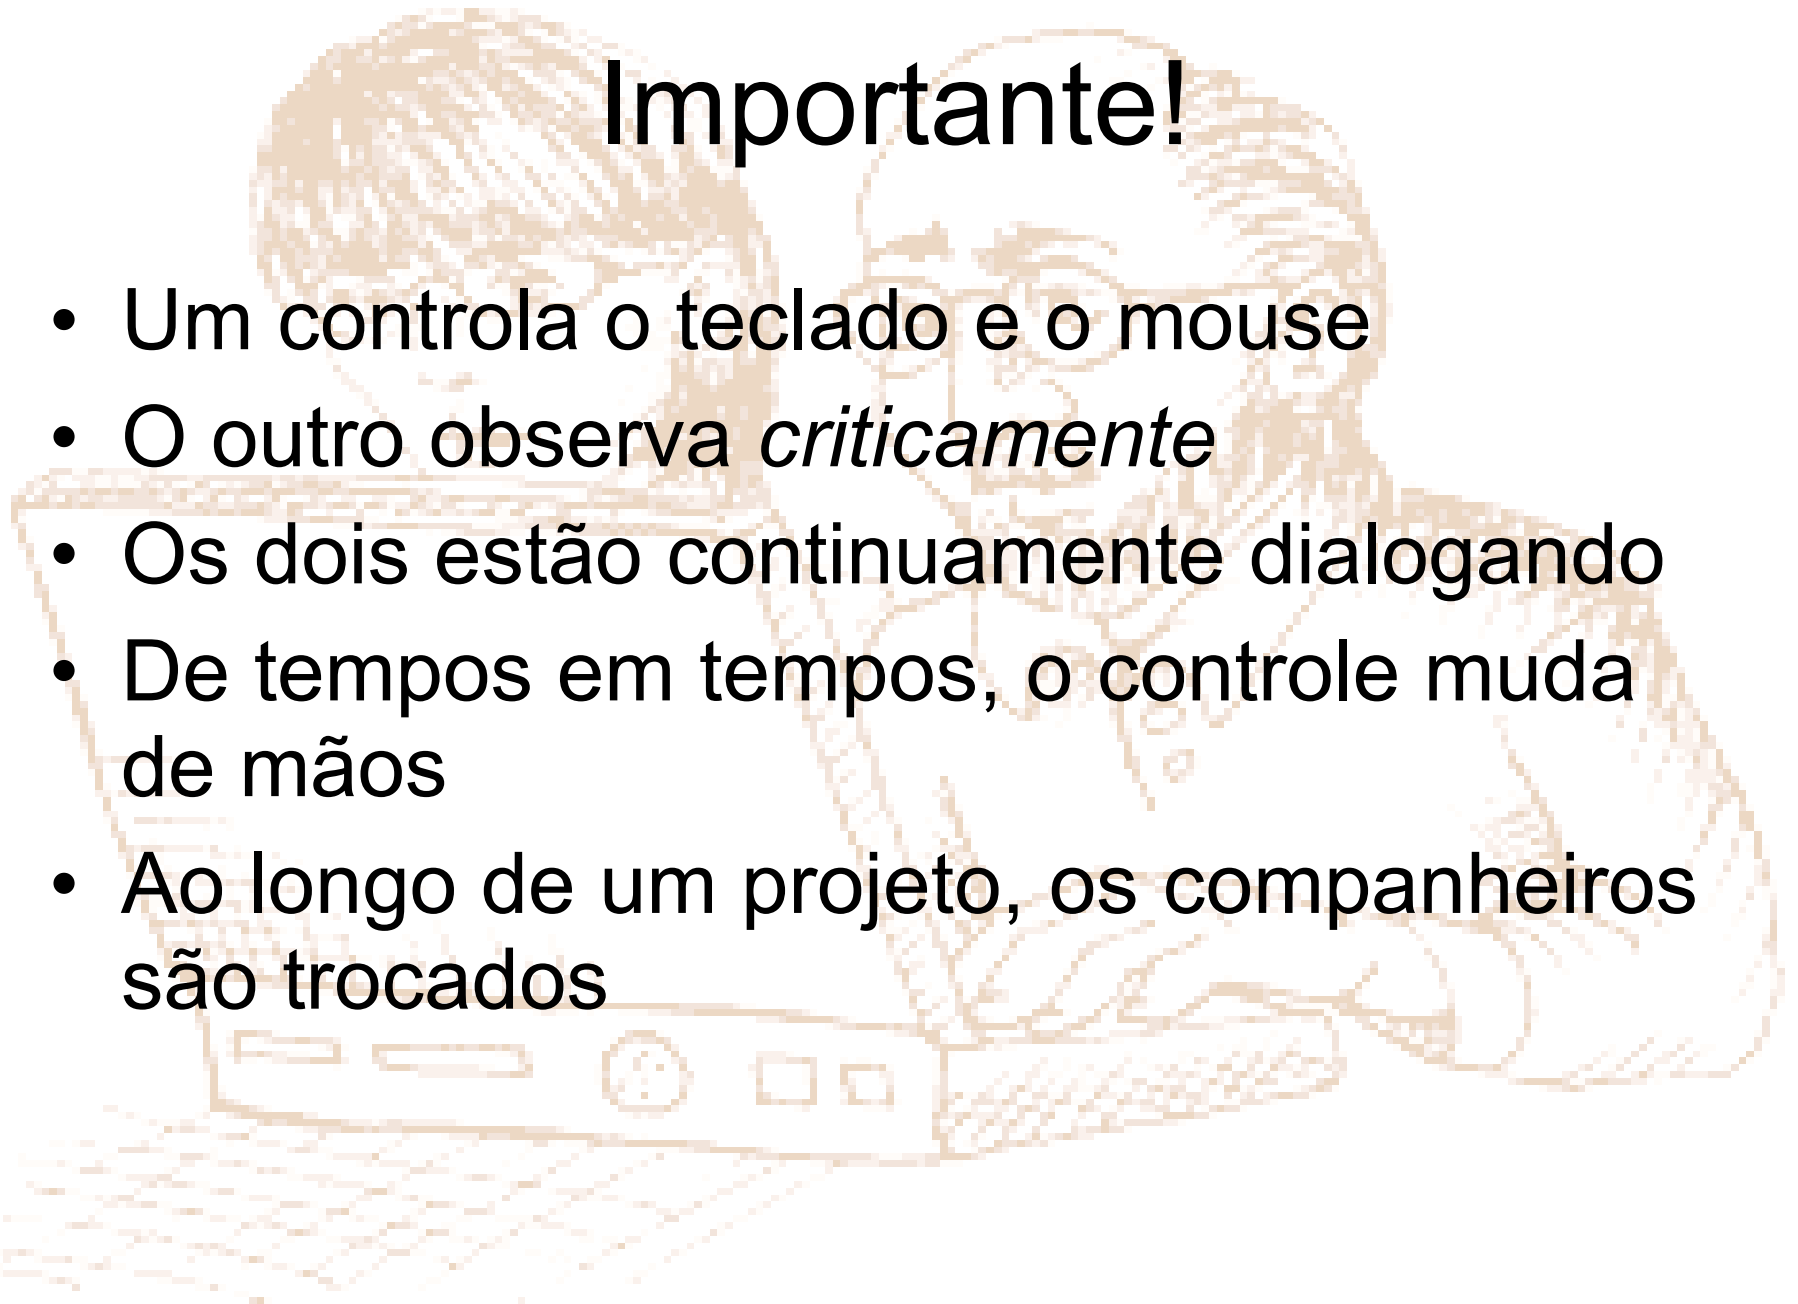 Importante!
• Um controla o teclado e o mouse
• O outro observa criticamente
• Os dois estão continuamente dialogando
• De tempos em tempos, o controle muda
de mãos
• Ao longo de um projeto, os companheiros
são trocados